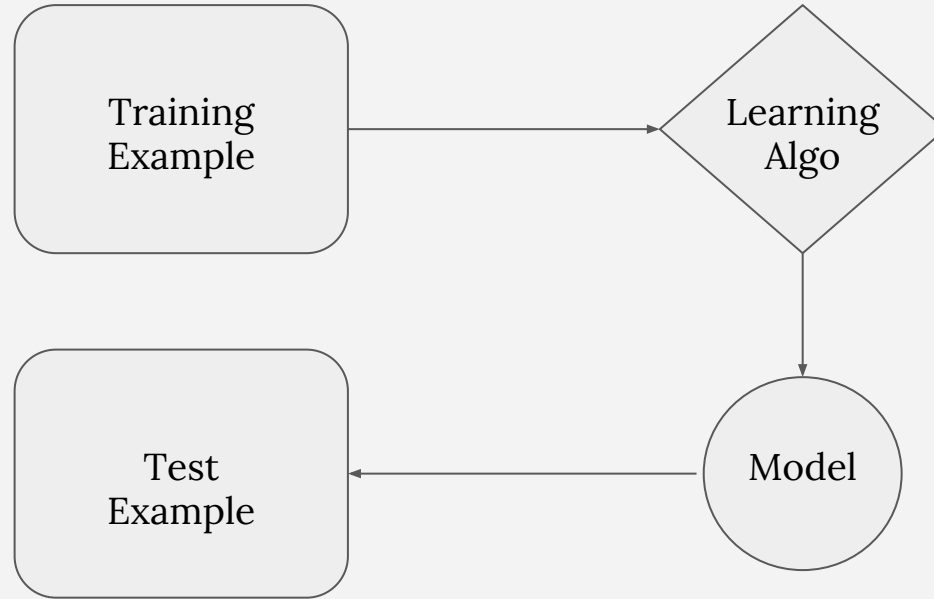 Training
Example
Learning
Algo
Test
Example
Model